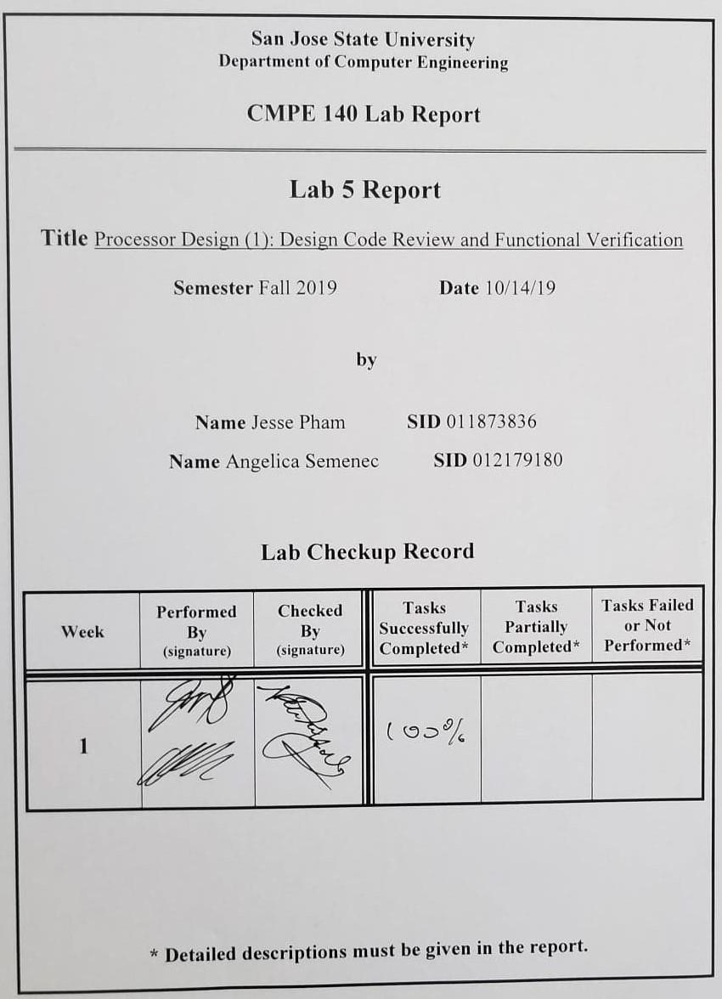 San Jose State University
Department of Computer Engineering
CMPE 140 Lab Report
Lab 5 Report
Title Processor Design (1): Design Code Review and Functional Verification
Semester Fall 2019 Date 10/14/19
by
Name Jesse Pham SID 011873836
Name Angelica Semenec SID 012179180
Lab Checkup Record
Week
Performed
By
(signature)
Checked
By
(signature)
Tasks
Successfully
Completed*
Tasks
Partially
Completed*
Tasks Failed
or Not
Performed*
1
100%
* Detailed descriptions must be given in the report.